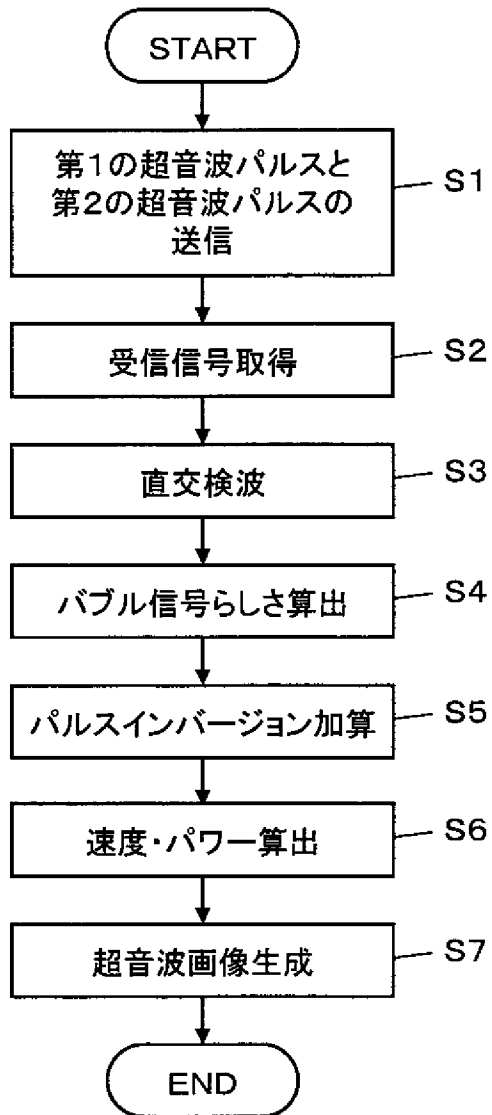 START
第1の超音波パルスと
第2の超音波パルスの
送信
S1
受信信号取得
S2
直交検波
S3
バブル信号らしさ算出
S4
パルスインバージョン加算
S5
速度・パワー算出
S6
超音波画像生成
S7
END